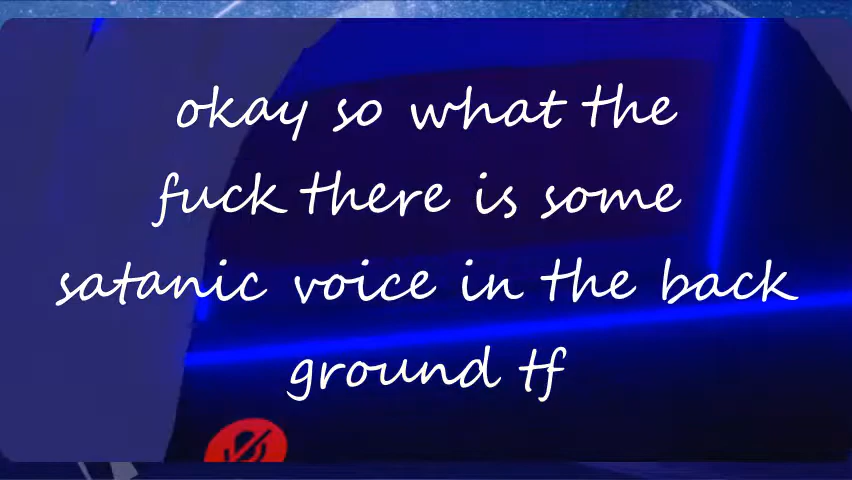 okay so what the
fuck there is some
satanic voice in the back
ground tf